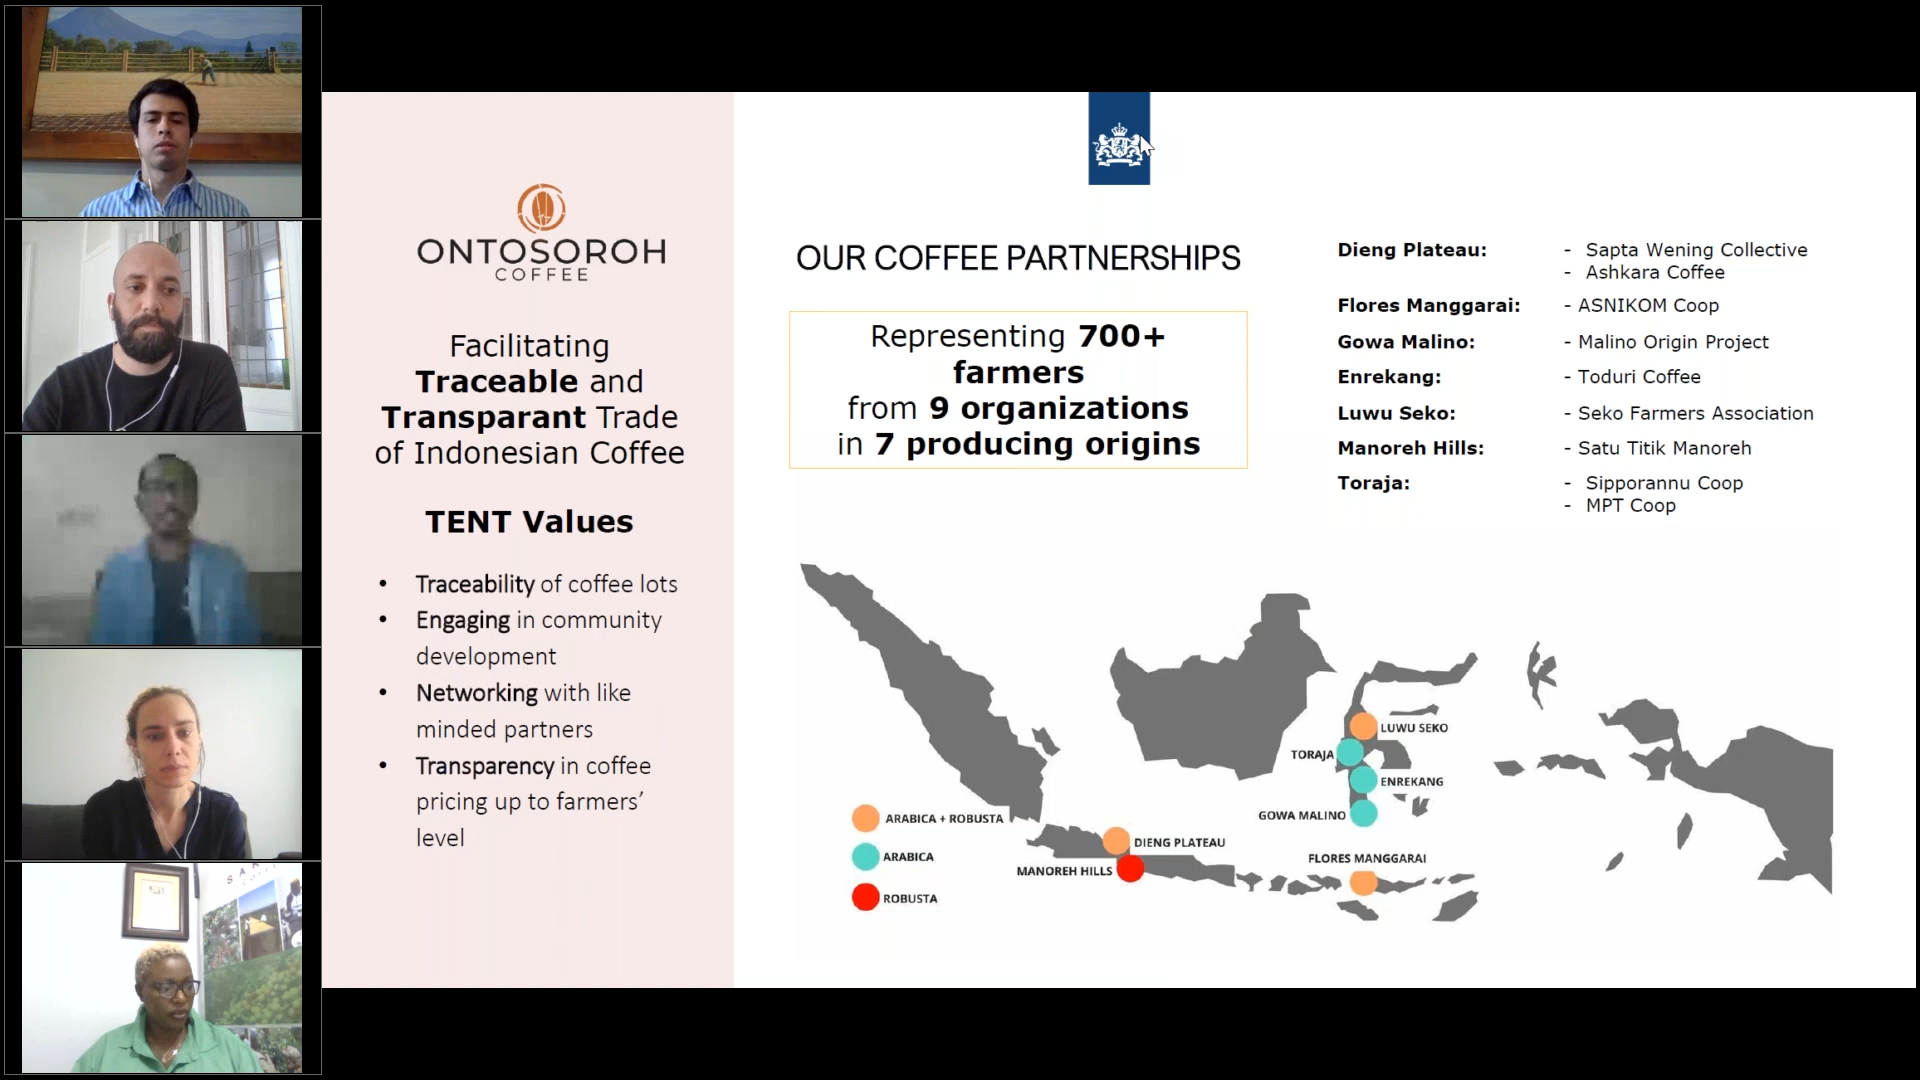 ONTOSOROH
COFFEE
Facilitating
Traceable and
Transparant Trade
of Indonesian Coffee
TENT Values
• Traceability of coffee lots
• Engaging in community
development
• Networking with like
minded partners
• Transparency in coffee
pricing up to farmers’
level
OUR COFFEE PARTNERSHIPS
Representing 700+
farmers
from 9 organizations
in 7 producing origins
Dieng Plateau: - Sapta Wening Collective
- Ashkara Coffee
Flores Manggarai: - ASNIKOM Coop
Gowa Malino: - Malino Origin Project
Enrekang: - Toduri Coffee
Luwu Seko: - Seko Farmers Association
Manoreh Hills: - Satu Titik Manoreh
Toraja: - Sipporannu Coop
- MPT Coop
LUWU SEKO
TORAJA
ENREKANG
GOWA MALINO
ARABICA + ROBUSTA
DIENG PLATEAU
ARABICA
FLORES MANGGARAI
MANOREH HILLS
ROBUSTA